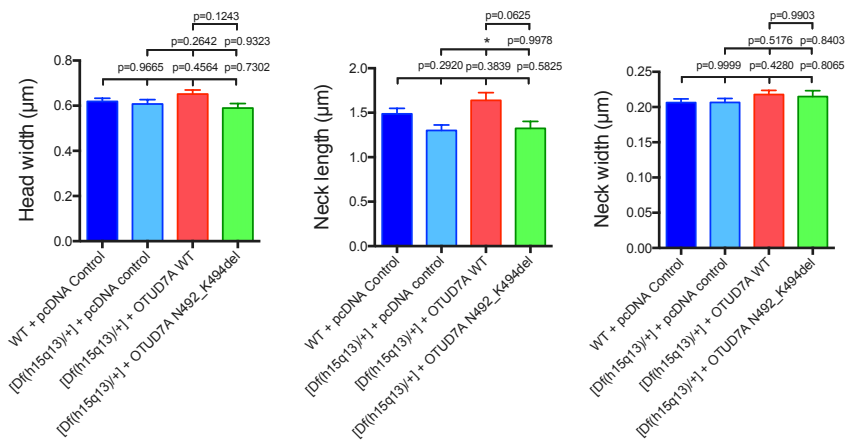 p=0.1243
p=0.2642 p=0.9323
p=0.9665 p=0.4564 p=0.7302
Head width (μm)
0.8
0.6
0.4
0.2
0.0
WT + pcDNA Control
[Df(h15q13)/+] + pcDNA control
[Df(h15q13)/+] + OTUD7A WT
[Df(h15q13)/+] + OTUD7A N492_K494del
p=0.0625
* p=0.9978
p=0.2920 p=0.3839 p=0.5825
Neck length (μm)
2.0
1.5
1.0
0.5
0.0
WT + pcDNA Control
[Df(h15q13)/+] + pcDNA control
[Df(h15q13)/+] + OTUD7A WT
[Df(h15q13)/+] + OTUD7A N492_K494del
p=0.9903
p=0.5176 p=0.8403
p=0.9999 p=0.4280 p=0.8065
Neck width (μm)
0.25
0.20
0.15
0.10
0.05
0.00
WT + pcDNA Control
[Df(h15q13)/+] + pcDNA control
[Df(h15q13)/+] + OTUD7A WT
[Df(h15q13)/+] + OTUD7A N492_K494del